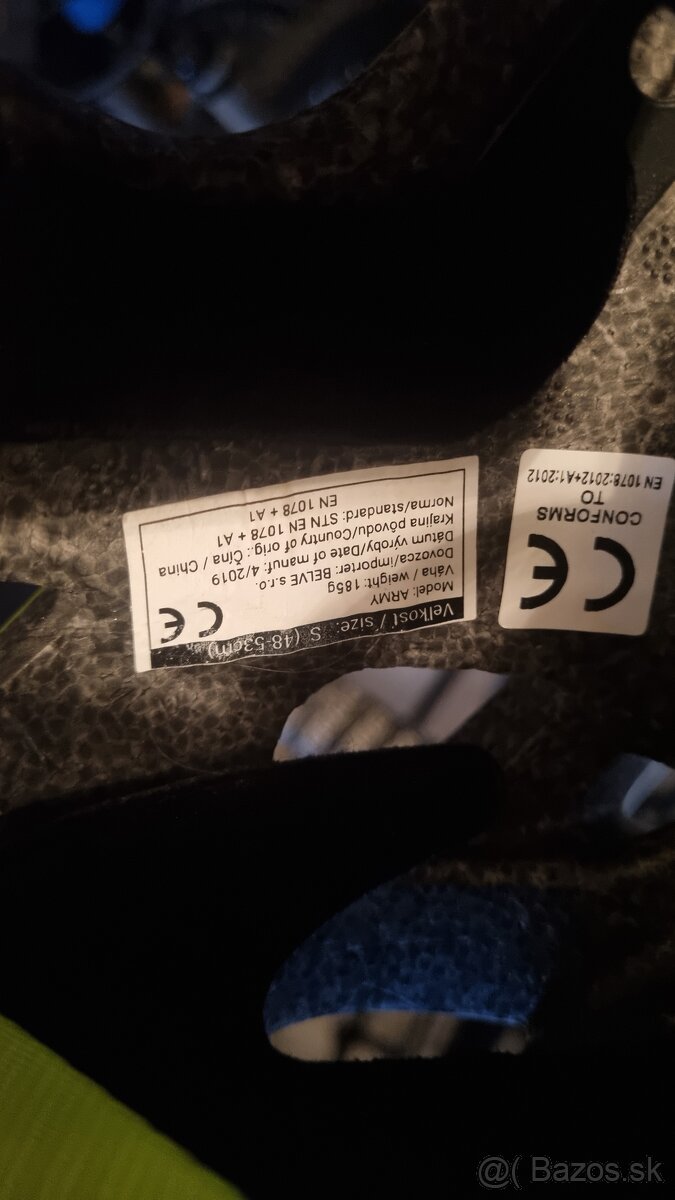 Veľkosť / size: S (48-53cm)
Model: ARMY
Váha / weight: 185g
Dovozca/importer: BELVE s.r.o.
Dátum výroby/Date of manuf: 4/2019
Krajina pôvodu/Country of orig.: Čína / China
Norma/standard: STN EN 1078 + A1
EN 1078 + A1
CE
CE
CONFORMS
TO
EN 1078:2012+A1:2012
@( Bazos.sk